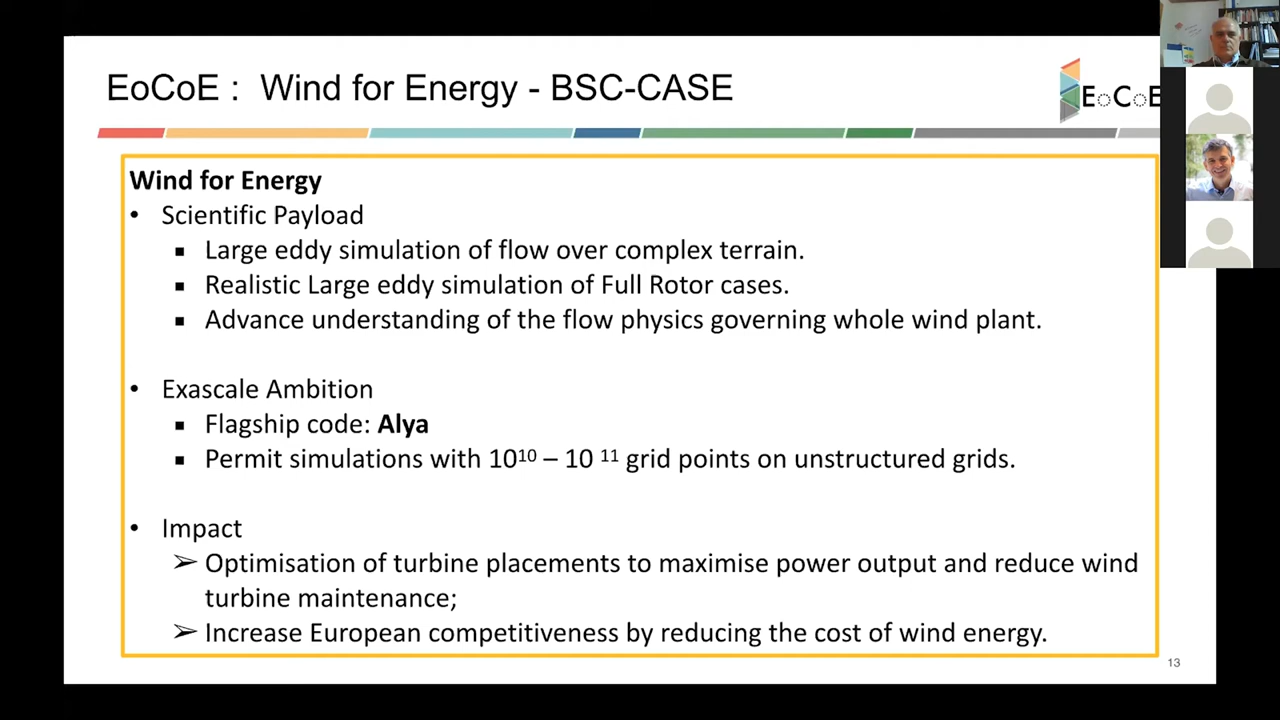 EoCoE : Wind for Energy - BSC-CASE
EoCoE
Wind for Energy
• Scientific Payload
▪ Large eddy simulation of flow over complex terrain.
▪ Realistic Large eddy simulation of Full Rotor cases.
▪ Advance understanding of the flow physics governing whole wind plant.
• Exascale Ambition
▪ Flagship code: Alya
▪ Permit simulations with 10¹⁰ – 10 ¹¹ grid points on unstructured grids.
• Impact
➢ Optimisation of turbine placements to maximise power output and reduce wind
turbine maintenance;
➢ Increase European competitiveness by reducing the cost of wind energy.
13